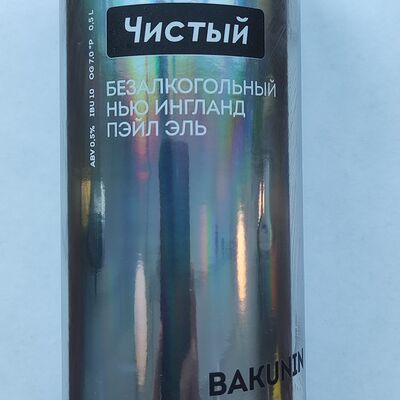 Чистый
БЕЗАЛКОГОЛЬНЫЙ
НЬЮ ИНГЛАНД
ПЭЙЛ ЭЛЬ
ABV 0,5% IBU 10 OG 7,0 °P 0,5 L
BAKUNIN